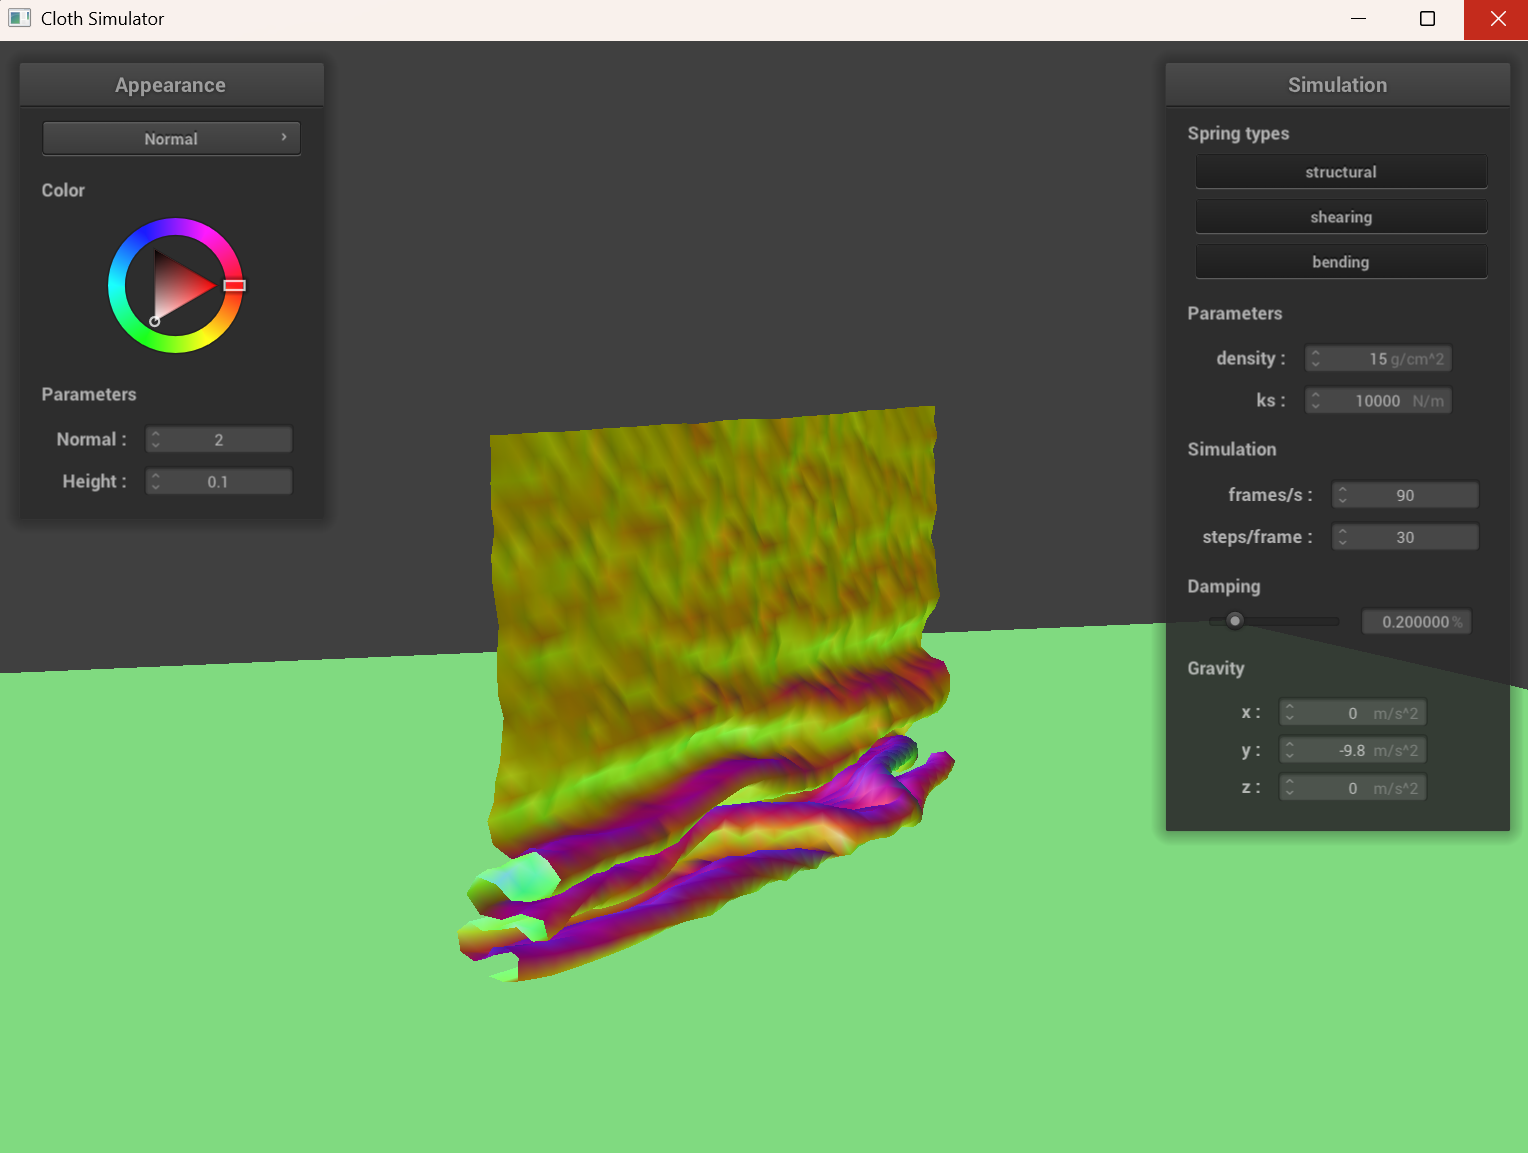 Cloth Simulator
Appearance
Normal
Color
Parameters
Normal : 2
Height : 0.1
Simulation
Spring types
structural
shearing
bending
Parameters
density : 15 g/cm^2
ks : 10000 N/m
Simulation
frames/s : 90
steps/frame : 30
Damping
0.200000 %
Gravity
x : 0 m/s^2
y : -9.8 m/s^2
z : 0 m/s^2